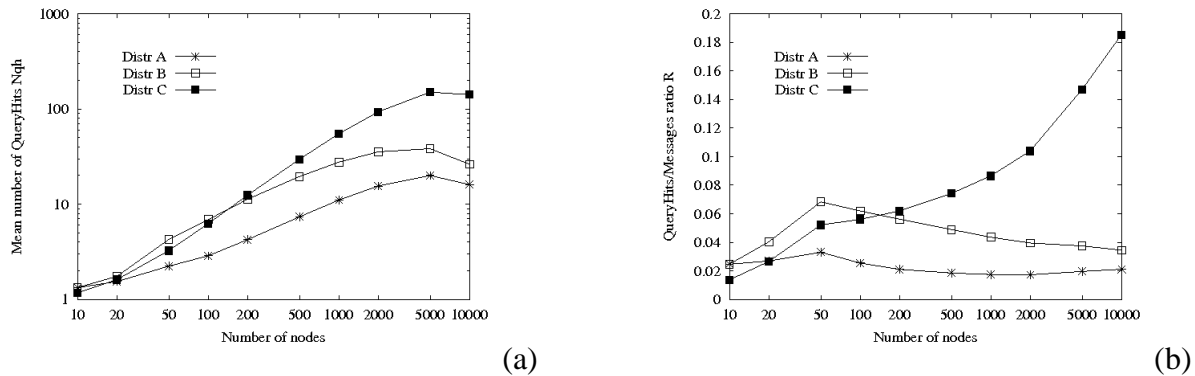 Mean number of QueryHits Nqh
1000
100
10
1
Distr A
Distr B
Distr C
10 20 50 100 200 500 1000 2000 5000 10000
Number of nodes
(a)
QueryHits/Messages ratio R
0.2
0.18
0.16
0.14
0.12
0.1
0.08
0.06
0.04
0.02
0
Distr A
Distr B
Distr C
10 20 50 100 200 500 1000 2000 5000 10000
Number of nodes
(b)